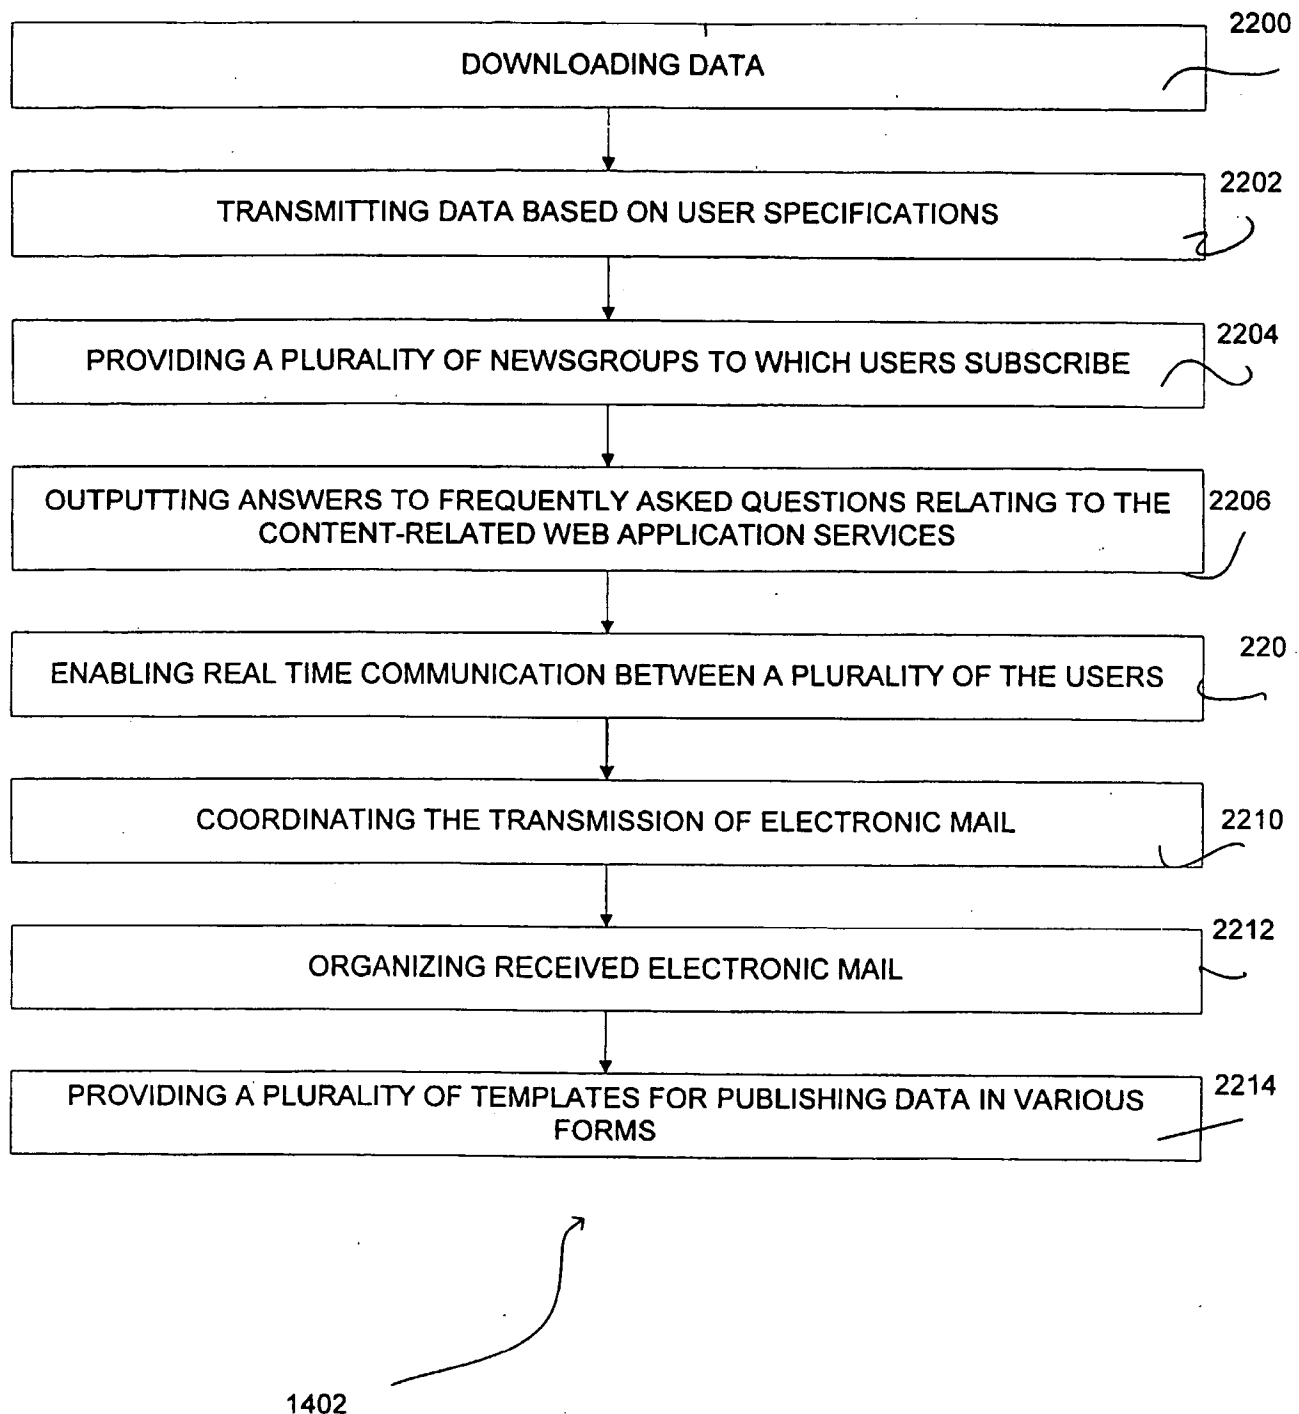 2200
DOWNLOADING DATA
2202
TRANSMITTING DATA BASED ON USER SPECIFICATIONS
2204
PROVIDING A PLURALITY OF NEWSGROUPS TO WHICH USERS SUBSCRIBE
2206
OUTPUTTING ANSWERS TO FREQUENTLY ASKED QUESTIONS RELATING TO THE
CONTENT-RELATED WEB APPLICATION SERVICES
220
ENABLING REAL TIME COMMUNICATION BETWEEN A PLURALITY OF THE USERS
2210
COORDINATING THE TRANSMISSION OF ELECTRONIC MAIL
2212
ORGANIZING RECEIVED ELECTRONIC MAIL
2214
PROVIDING A PLURALITY OF TEMPLATES FOR PUBLISHING DATA IN VARIOUS
FORMS
1402